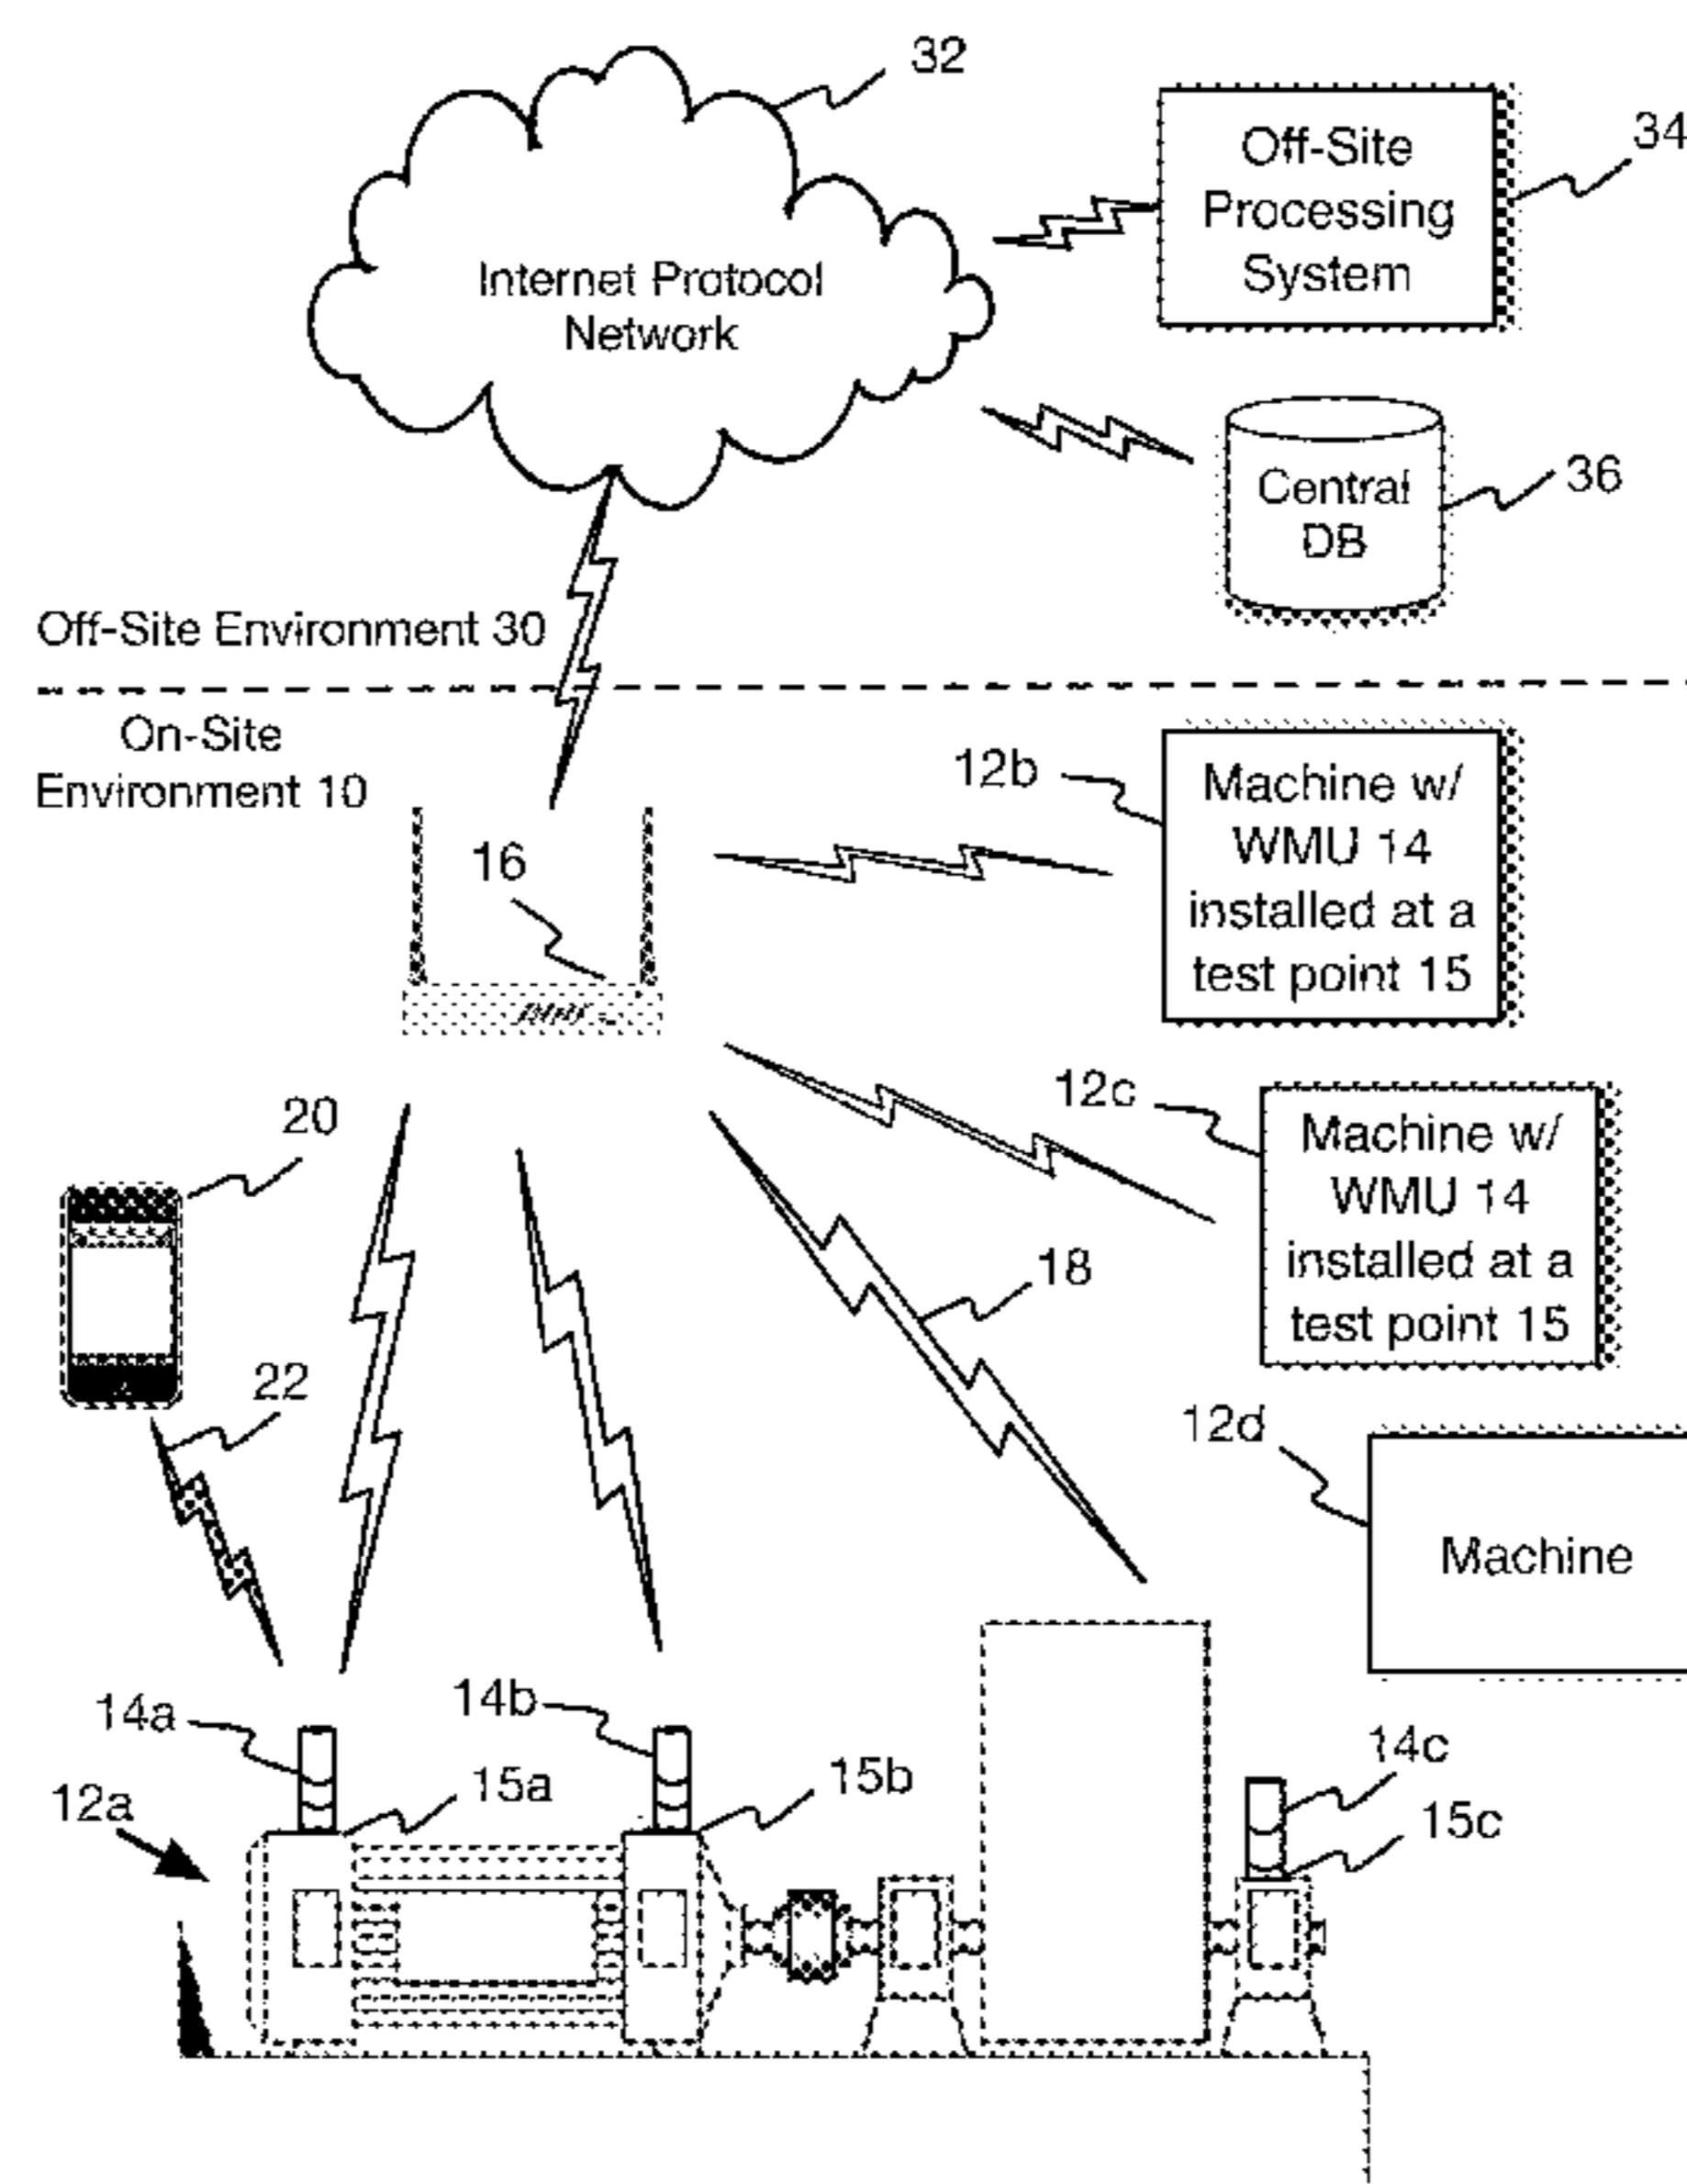 32
Off-Site
Processing
System
34
Internet Protocol
Network
Central
DB
36
Off-Site Environment 30
On-Site
Environment 10
16
12b
Machine w/
WMU 14
installed at a
test point 15
20
12c
Machine w/
WMU 14
installed at a
test point 15
18
22
12d
Machine
14a
14b
14c
12a
15a
15b
15c